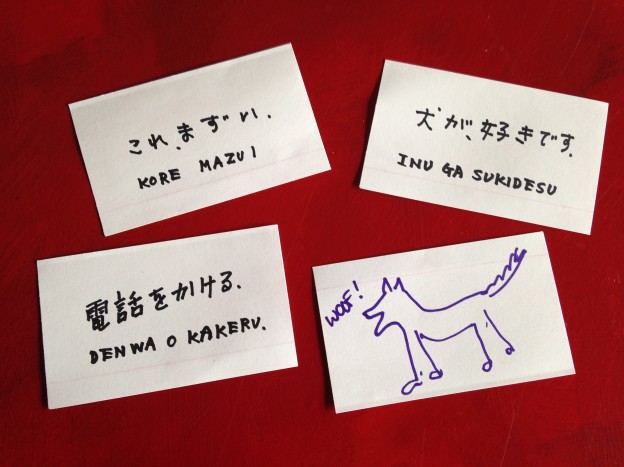 これ、まずい.
KORE MAZUI
犬が、好きです.
INU GA SUKIDESU
電話をかける.
DENWA O KAKERU.
WOOF!